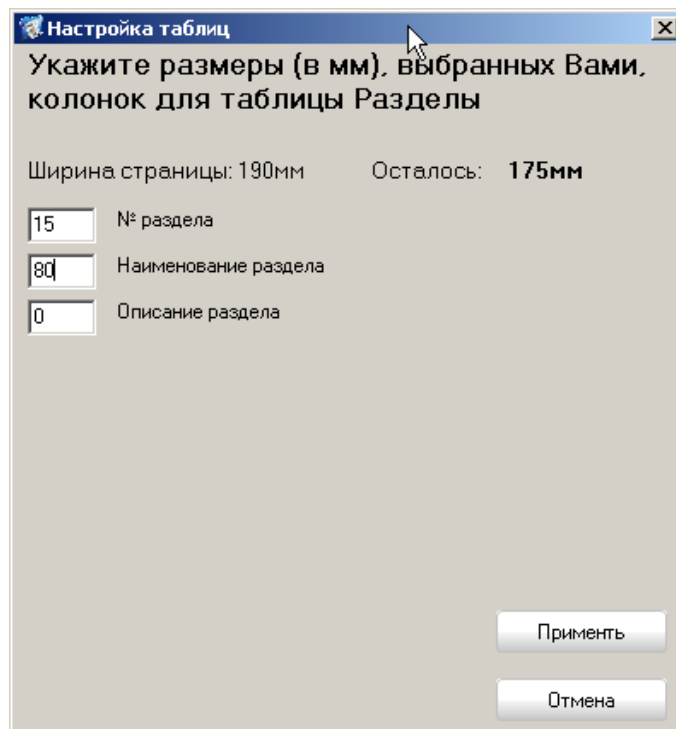 Настройка таблиц
Укажите размеры (в мм), выбранных Вами,
колонок для таблицы Разделы
Ширина страницы: 190мм Осталось: 175мм
15 № раздела
80 Наименование раздела
0 Описание раздела
Применть
Отмена